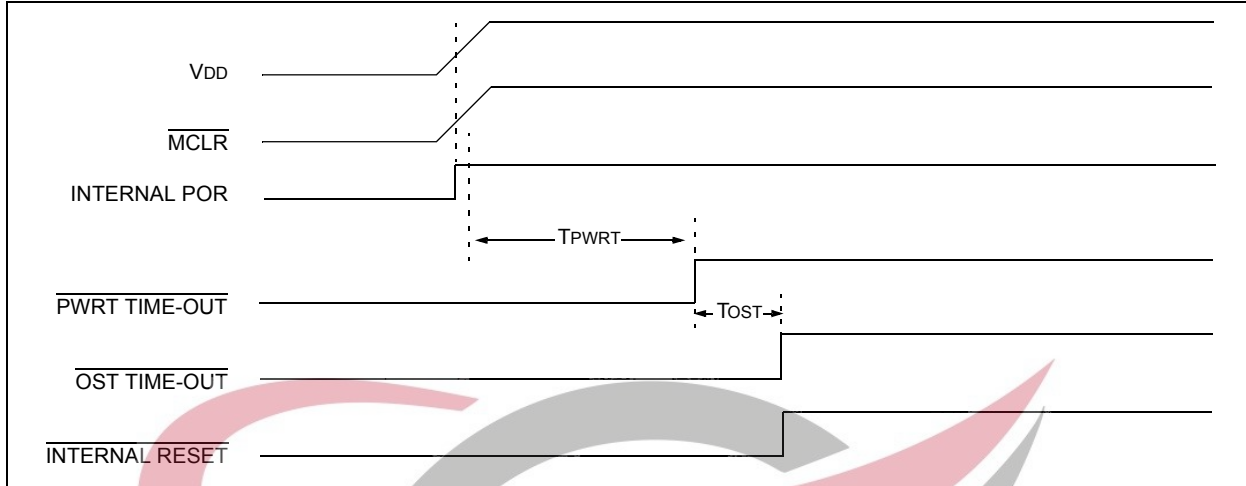 VDD
MCLR
INTERNAL POR
TPWRT
PWRT TIME-OUT
TOST
OST TIME-OUT
INTERNAL RESET